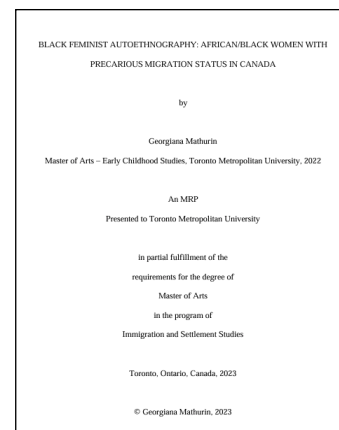 BLACK FEMINIST AUTOETHNOGRAPHY: AFRICAN/BLACK WOMEN WITH
PRECARIOUS MIGRATION STATUS IN CANADA
by
Georgiana Mathurin
Master of Arts – Early Childhood Studies, Toronto Metropolitan University, 2022
An MRP
Presented to Toronto Metropolitan University
in partial fulfillment of the
requirements for the degree of
Master of Arts
in the program of
Immigration and Settlement Studies
Toronto, Ontario, Canada, 2023
© Georgiana Mathurin, 2023